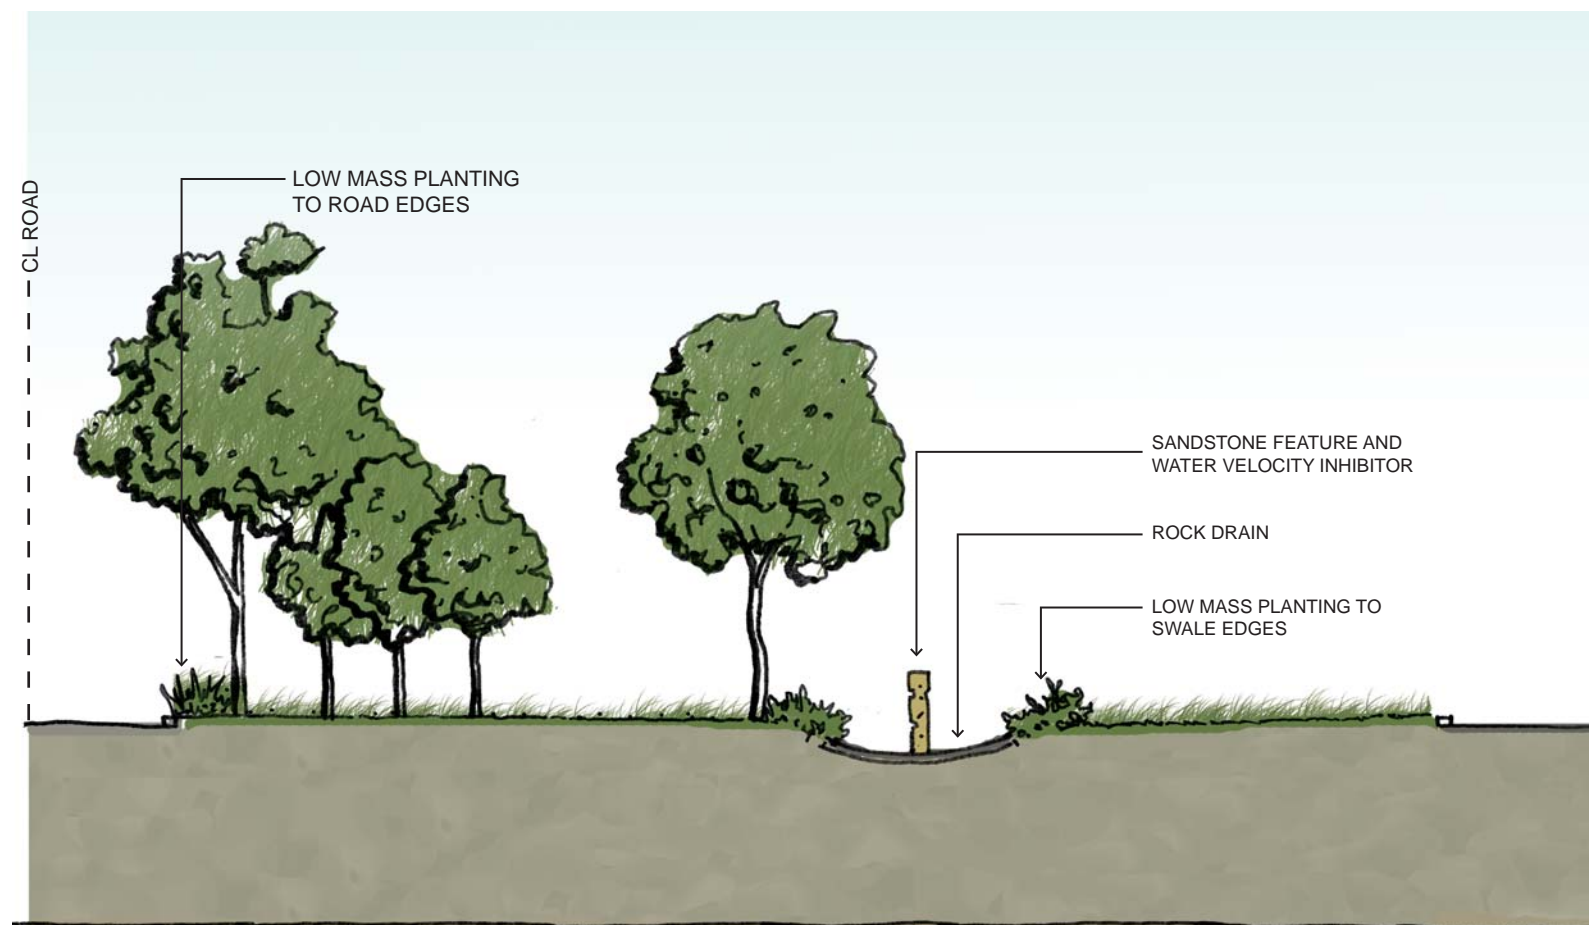 LOW MASS PLANTING
TO ROAD EDGES
CL ROAD
SANDSTONE FEATURE AND
WATER VELOCITY INHIBITOR
ROCK DRAIN
LOW MASS PLANTING TO
SWALE EDGES